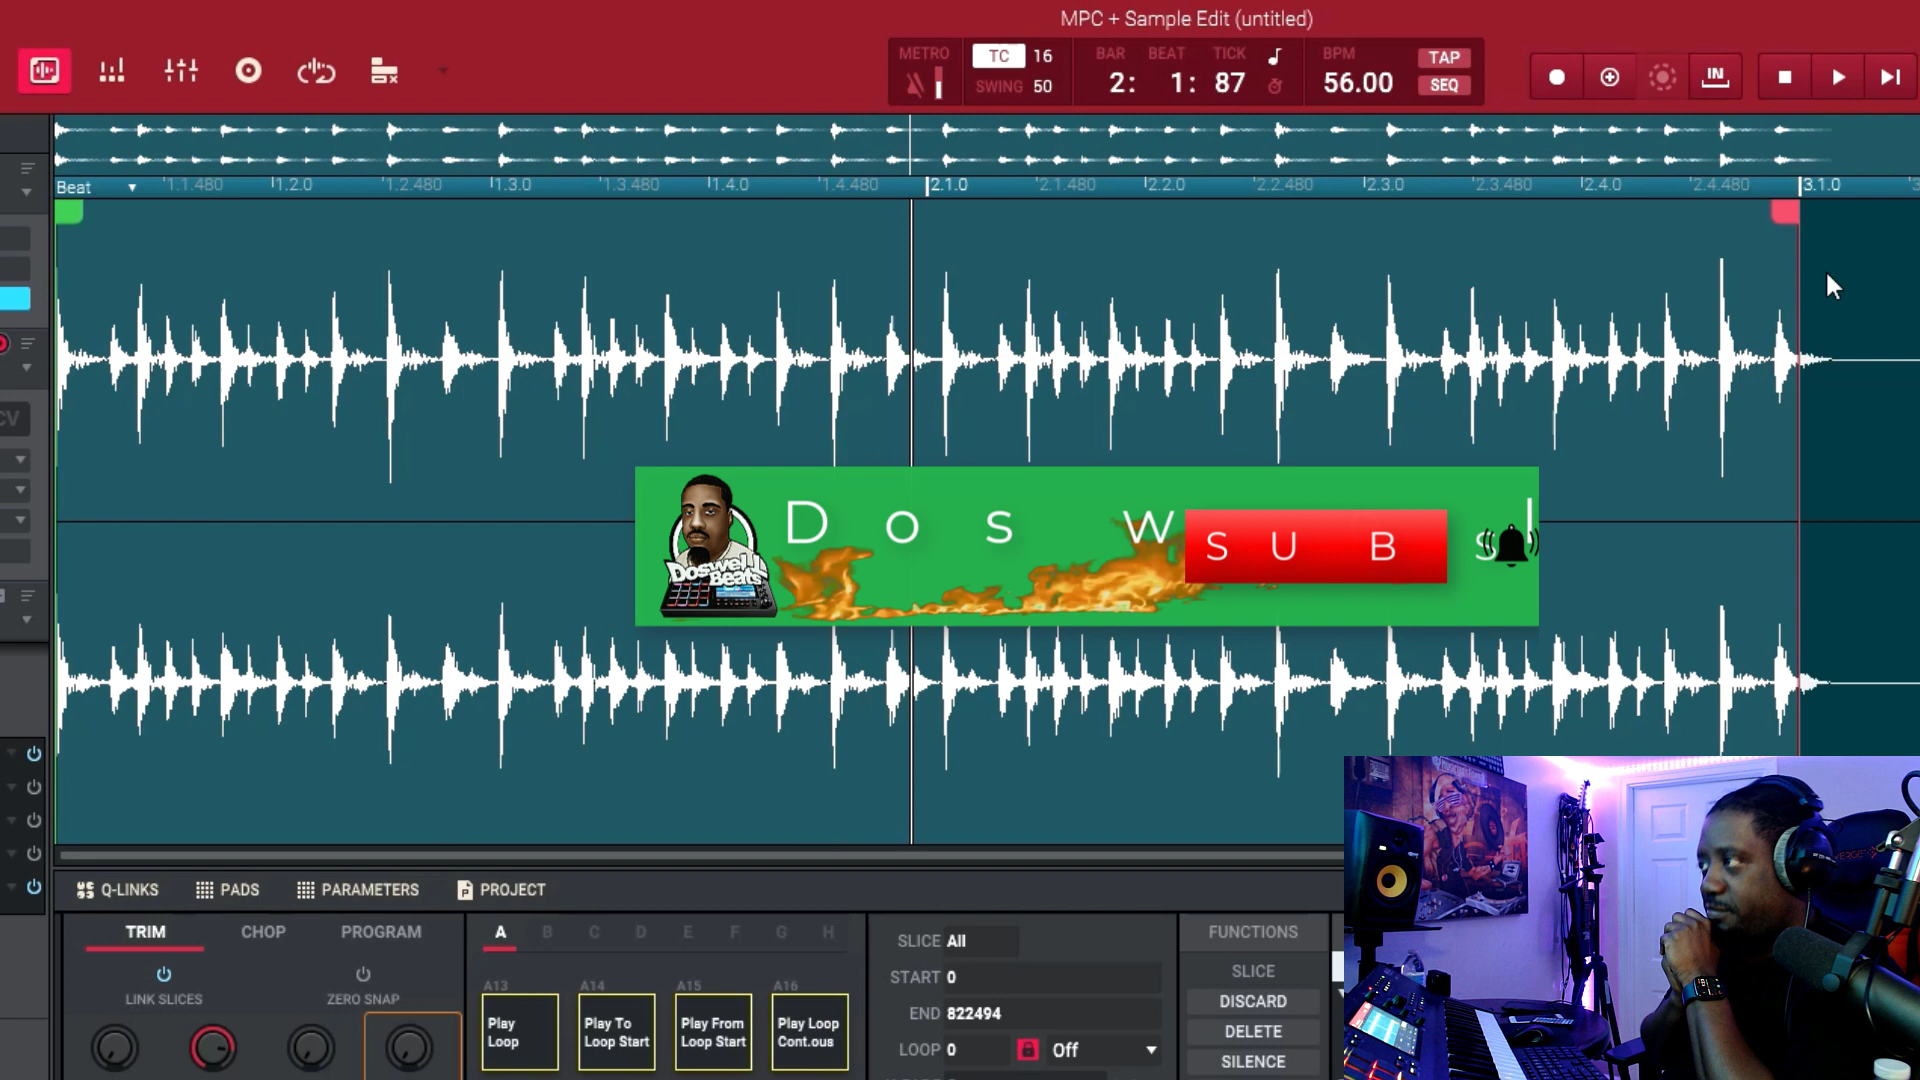 MPC + Sample Edit (untitled)
METRO
TC 16
SWING 50
BAR BEAT TICK
2: 1: 87
BPM
56.00
TAP
SEQ
IN
Beat
1.1.480
1.2.0
1.2.480
1.3.0
1.3.480
1.4.0
1.4.480
2.1.0
2.1.480
2.2.0
2.2.480
2.3.0
2.3.480
2.4.0
2.4.480
3.1.0
CV
D o s w
l
S U B s
Doswell
Beats
Q-LINKS
PADS
PARAMETERS
PROJECT
TRIM
CHOP
PROGRAM
LINK SLICES
ZERO SNAP
A B C D E F G H
A13
Play
Loop
A14
Play To
Loop Start
A15
Play From
Loop Start
A16
Play Loop
Cont.ous
SLICE All
START 0
END 822494
LOOP 0
Off
FUNCTIONS
SLICE
DISCARD
DELETE
SILENCE